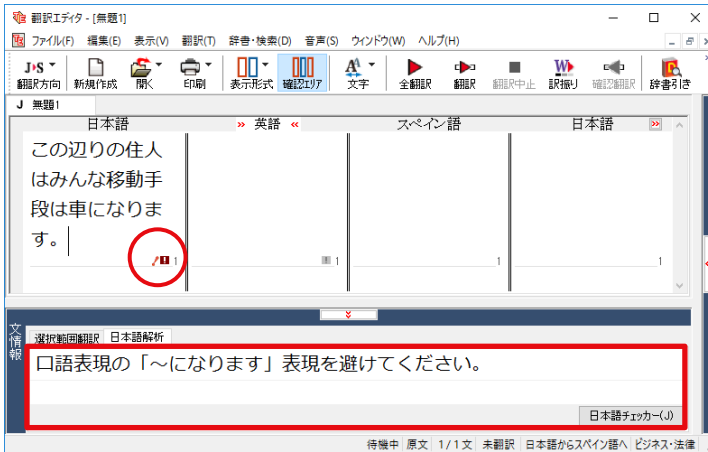 翻訳エディタ - [無題1]
ファイル(F) 編集(E) 表示(V) 翻訳(T) 辞書・検索(D) 音声(S) ウィンドウ(W) ヘルプ(H)
J▸S
翻訳方向 新規作成 開く 印刷 表示形式 確認エリア 文字 全翻訳 翻訳 翻訳中止 訳振り 確認翻訳 辞書引き
J 無題1
日本語 » 英語 « スペイン語 日本語 »
この辺りの住人
はみんな移動手
段は車になりま
す。
1 1 1 1
文情報
選択範囲翻訳 日本語解析
口語表現の「～になります」表現を避けてください。
日本語チェッカー(J)
待機中 原文 1/1文 未翻訳 日本語からスペイン語へ ビジネス・法律